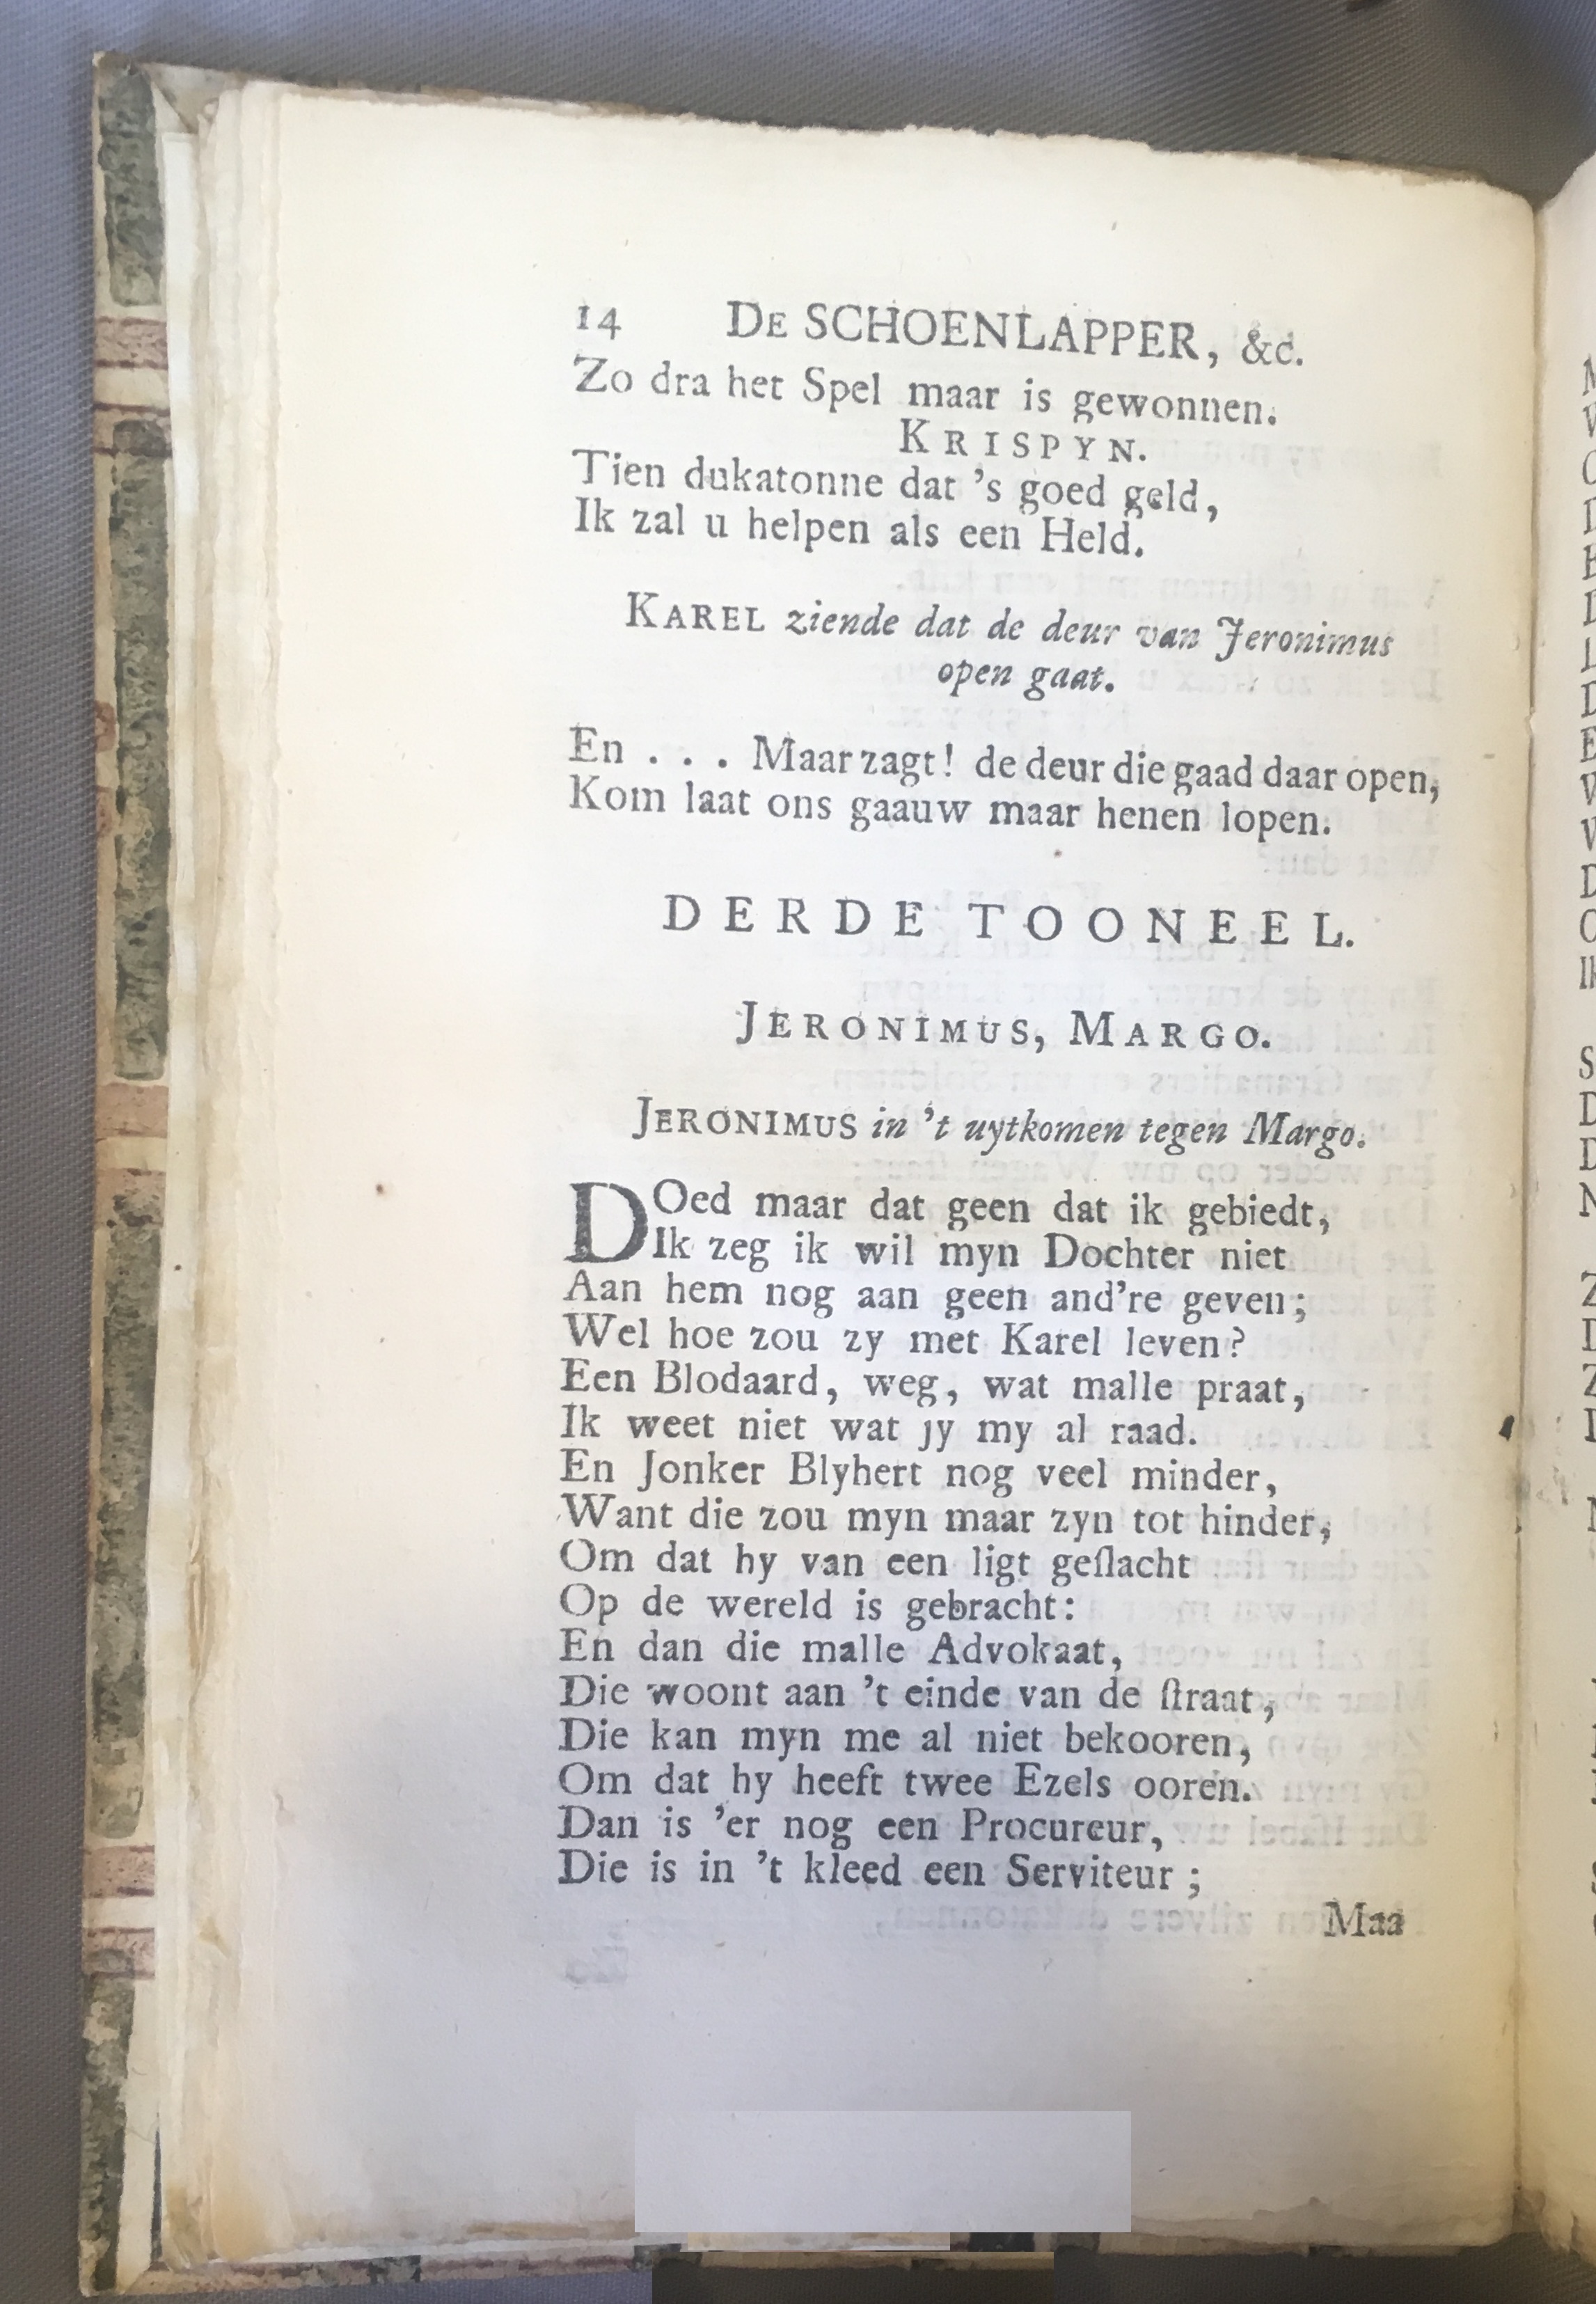 14 DE SCHOENLAPPER, &c.
Zo dra het Spel maar is gewonnen.
KRISPYN.
Tien dukatonne dat 's goed geld,
Ik zal u helpen als een Held.
KAREL ziende dat de deur van Jeronimus
open gaat.
En . . . Maar zagt! de deur die gaad daar open,
Kom laat ons gaauw maar henen lopen.
DERDE TOONEEL.
JERONIMUS, MARGO.
JERONIMUS in 't uytkomen tegen Margo.
DOed maar dat geen dat ik gebiedt,
Ik zeg ik wil myn Dochter niet
Aan hem nog aan geen and're geven;
Wel hoe zou zy met Karel leven?
Een Blodaard, weg, wat malle praat,
Ik weet niet wat jy my al raad.
En Jonker Blyhert nog veel minder,
Want die zou myn maar zyn tot hinder,
Om dat hy van een ligt geslacht
Op de wereld is gebracht:
En dan die malle Advokaat,
Die woont aan 't einde van de straat,
Die kan myn me al niet bekooren,
Om dat hy heeft twee Ezels ooren.
Dan is 'er nog een Procureur,
Die is in 't kleed een Serviteur;
Maa